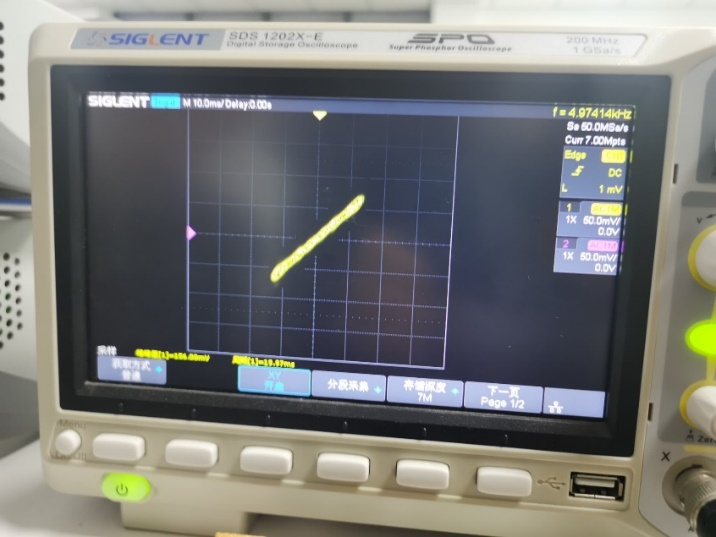 SIGLENT SDS 1202X-E
Digital Storage Oscilloscope
SPO
Super Phosphor Oscilloscope
200 MHz
1 GSa/s
SIGLENT M 10.0ms/ Delay:0.00s
f = 4.97414kHz
Sa 50.0MSa/s
Curr 7.00Mpts
Edge
DC
L 1 mV
1
1X 50.0mV/
0.0V
2
1X 50.0mV/
0.0V
采样
获取方式
普通
XY
开启
分段采集
存储深度
7M
下一页
Page 1/2
X